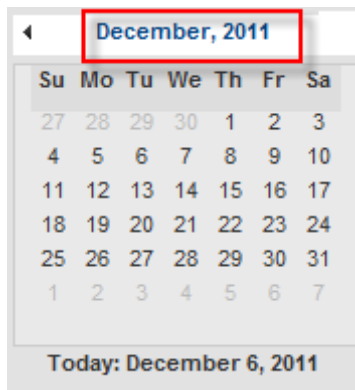 December, 2011
Su Mo Tu We Th Fr Sa
27 28 29 30 1 2 3
4 5 6 7 8 9 10
11 12 13 14 15 16 17
18 19 20 21 22 23 24
25 26 27 28 29 30 31
1 2 3 4 5 6 7
Today: December 6, 2011